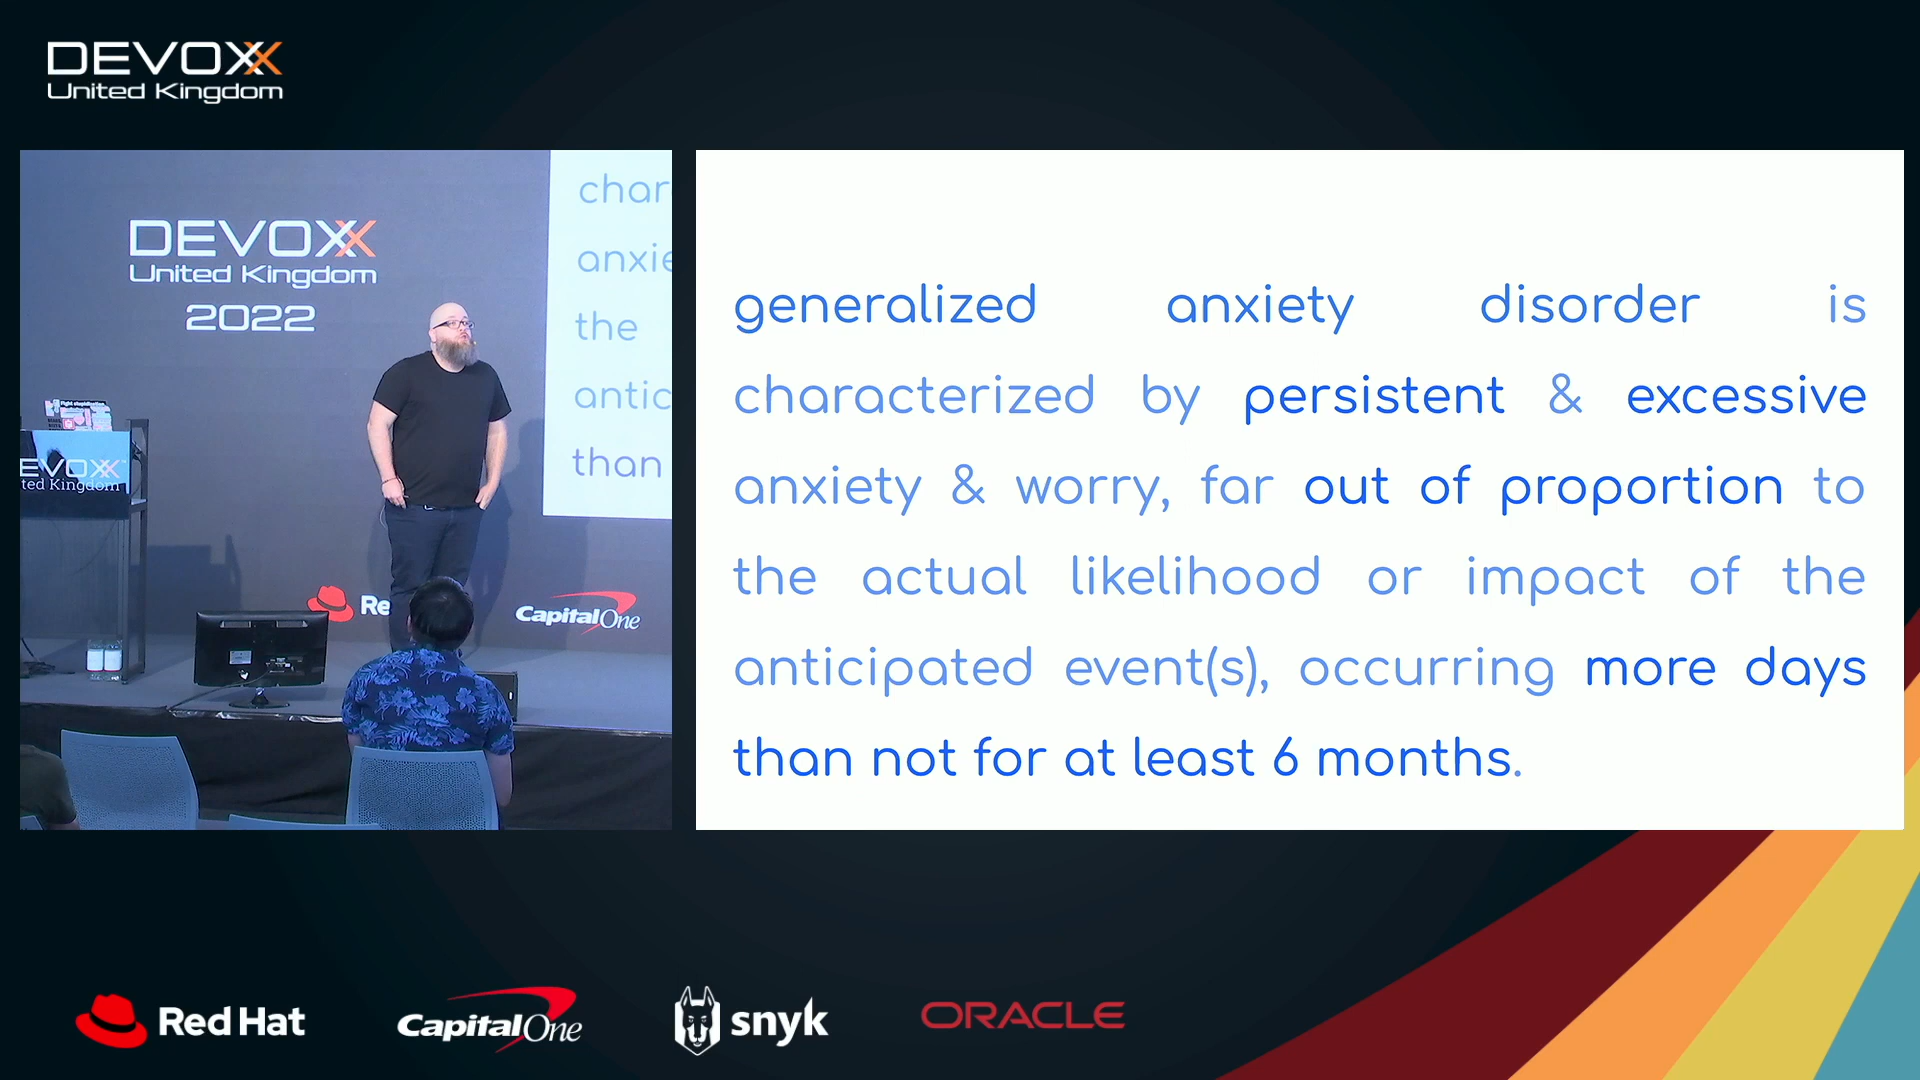 DEVOXX
United Kingdom
DEVOXX
United Kingdom
2022
char
anxie
the
antic
than
EVOXX
ted Kingdom
Re
CapitalOne
generalized anxiety disorder is
characterized by persistent & excessive
anxiety & worry, far out of proportion to
the actual likelihood or impact of the
anticipated event(s), occurring more days
than not for at least 6 months.
Red Hat
CapitalOne
snyk
ORACLE